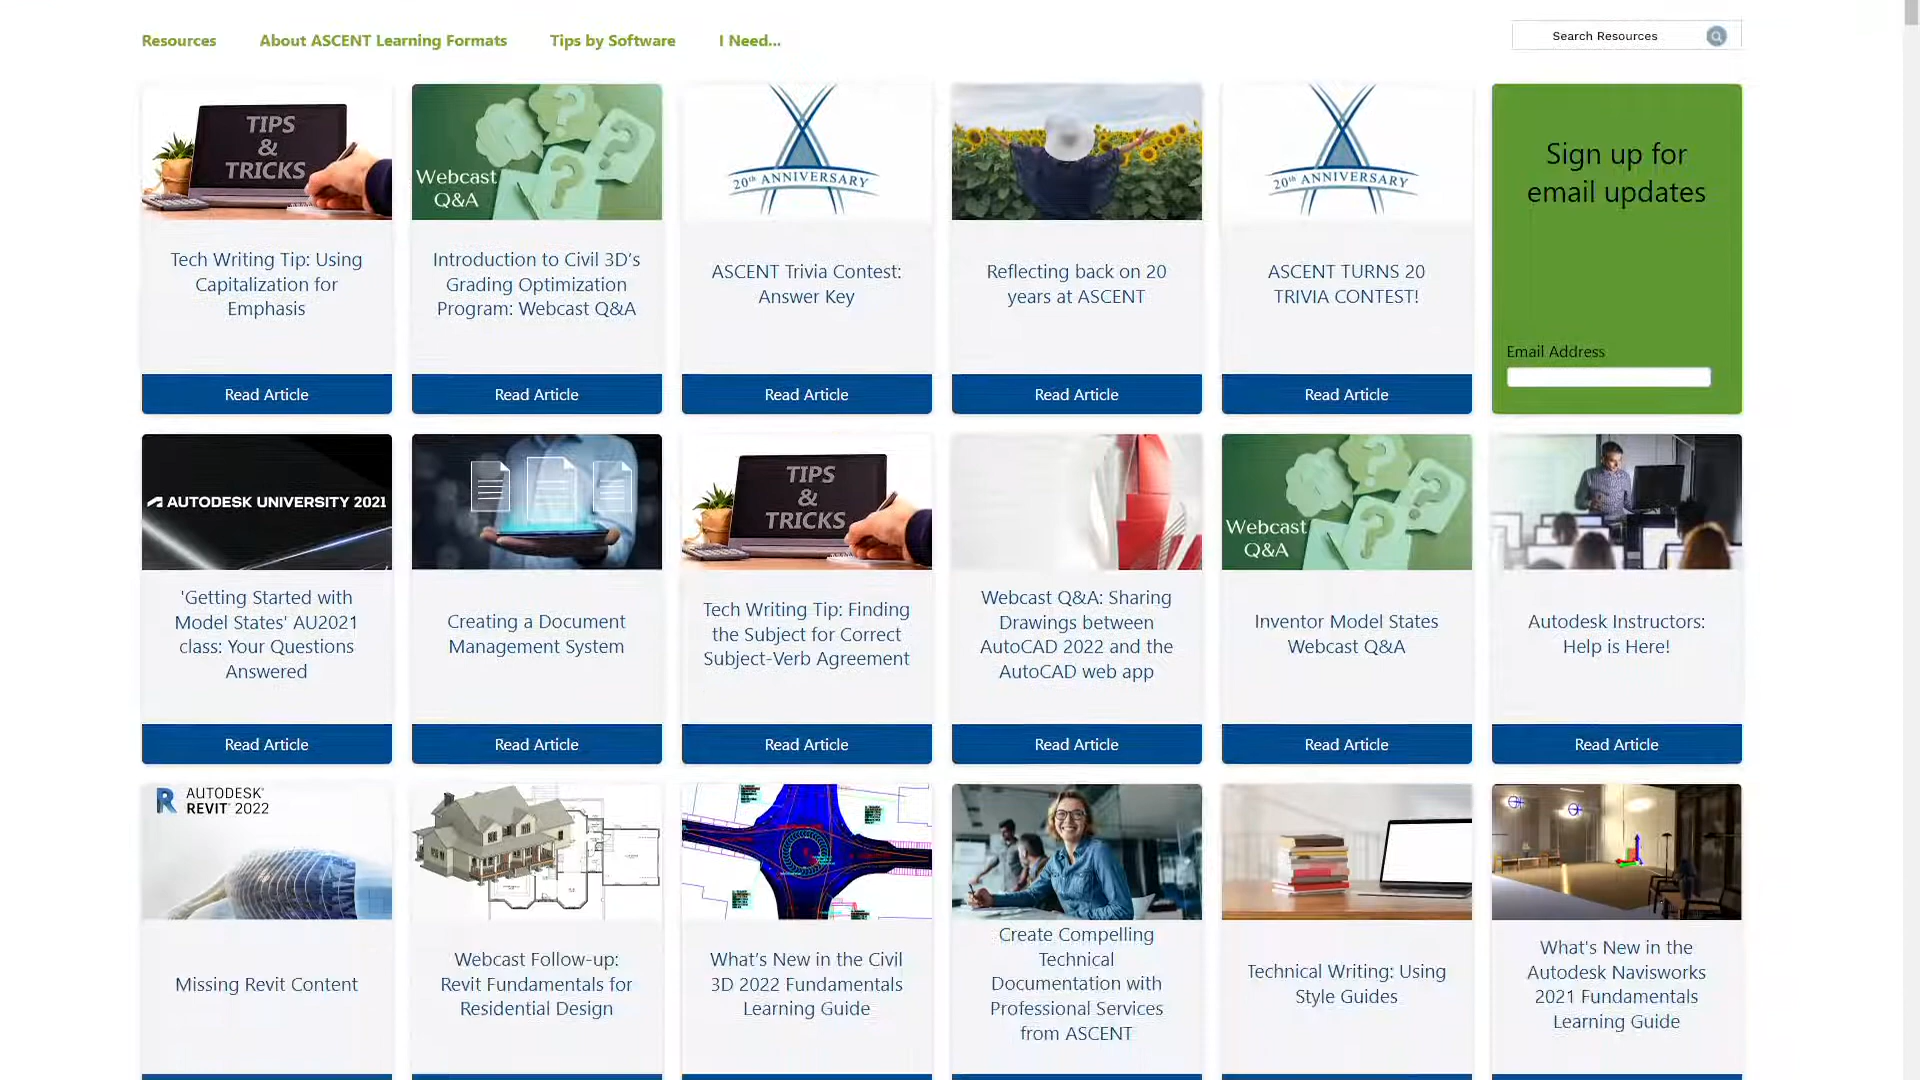 Resources
About ASCENT Learning Formats
Tips by Software
I Need...
Search Resources
TIPS
&
TRICKS
Tech Writing Tip: Using
Capitalization for
Emphasis
Read Article
Webcast
Q&A
Introduction to Civil 3D’s
Grading Optimization
Program: Webcast Q&A
Read Article
20th ANNIVERSARY
ASCENT Trivia Contest:
Answer Key
Read Article
Reflecting back on 20
years at ASCENT
Read Article
20th ANNIVERSARY
ASCENT TURNS 20
TRIVIA CONTEST!
Read Article
Sign up for
email updates
Email Address
AUTODESK UNIVERSITY 2021
'Getting Started with
Model States' AU2021
class: Your Questions
Answered
Read Article
Creating a Document
Management System
Read Article
TIPS
&
TRICKS
Tech Writing Tip: Finding
the Subject for Correct
Subject-Verb Agreement
Read Article
Webcast Q&A: Sharing
Drawings between
AutoCAD 2022 and the
AutoCAD web app
Read Article
Webcast
Q&A
Inventor Model States
Webcast Q&A
Read Article
Autodesk Instructors:
Help is Here!
Read Article
R AUTODESK®
REVIT® 2022
Missing Revit Content
Webcast Follow-up:
Revit Fundamentals for
Residential Design
What’s New in the Civil
3D 2022 Fundamentals
Learning Guide
Create Compelling
Technical
Documentation with
Professional Services
from ASCENT
Technical Writing: Using
Style Guides
What's New in the
Autodesk Navisworks
2021 Fundamentals
Learning Guide